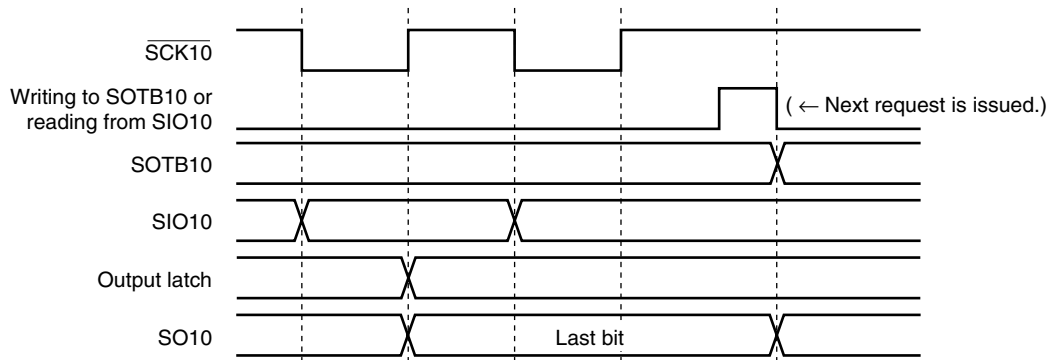 SCK10
Writing to SOTB10 or
reading from SIO10
( ← Next request is issued.)
SOTB10
SIO10
Output latch
SO10
Last bit